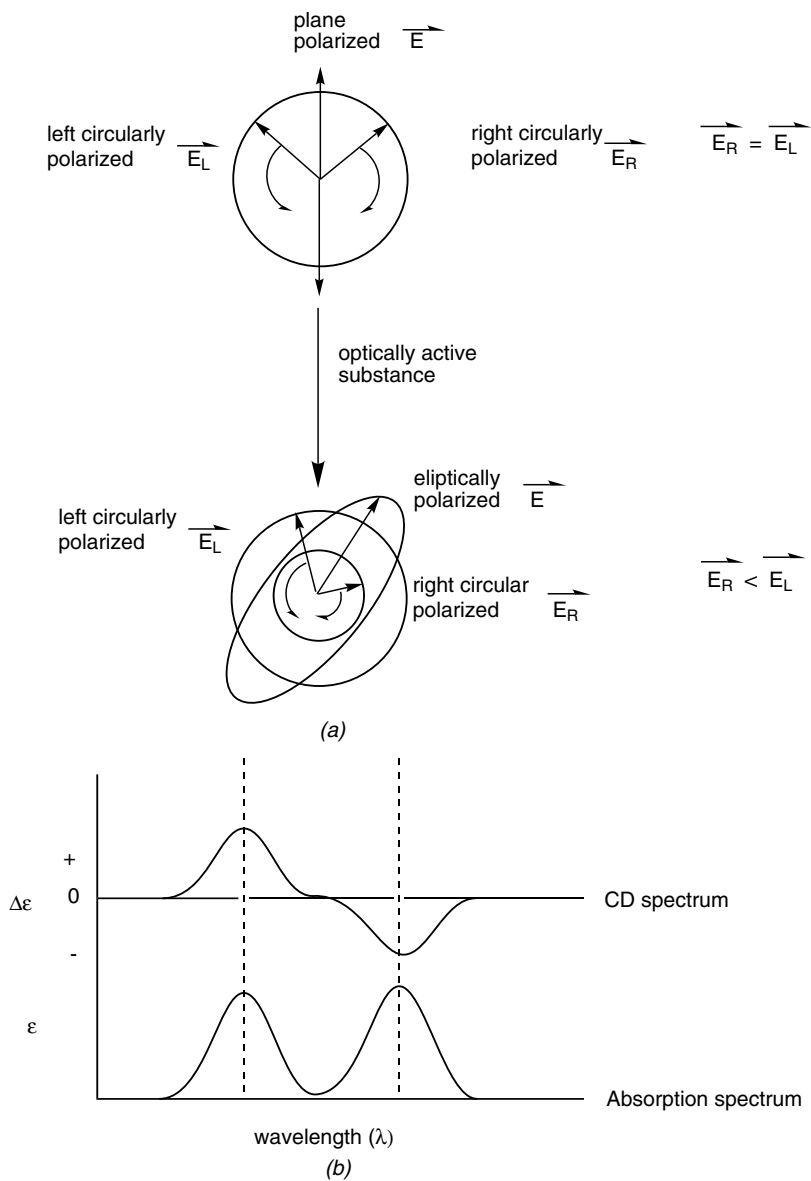 plane
polarized E
left circularly
polarized E_L
right circularly
polarized E_R
E_R = E_L
optically active
substance
eliptically
polarized E
left circularly
polarized E_L
right circular
polarized E_R
E_R < E_L
(a)
+
Δε 0 CD spectrum
-
ε
Absorption spectrum
wavelength (λ)
(b)